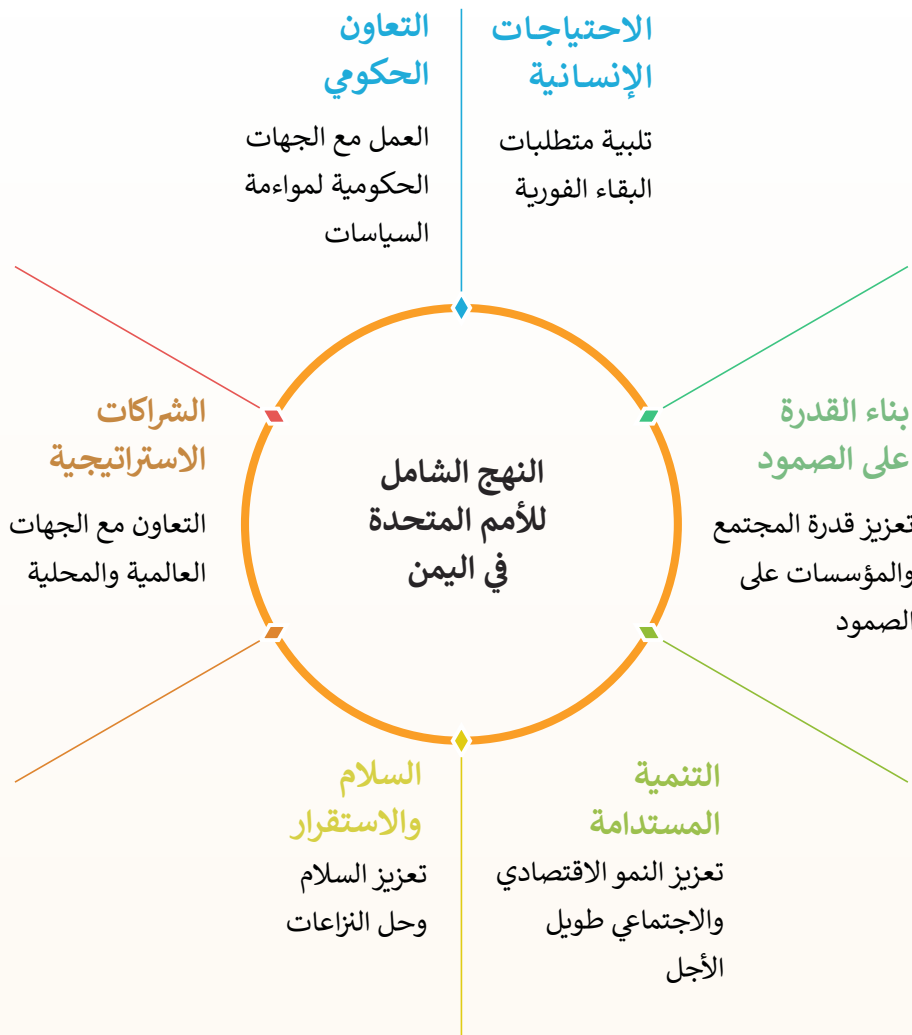 الاحتياجات
الإنسانية
تلبية متطلبات
البقاء الفورية
التعاون
الحكومي
العمل مع الجهات
الحكومية لمواءمة
السياسات
بناء القدرة
على الصمود
تعزيز قدرة المجتمع
والمؤسسات على
الصمود
النهج الشامل
للأمم المتحدة
في اليمن
الشراكات
الاستراتيجية
التعاون مع الجهات
العالمية والمحلية
التنمية
المستدامة
تعزيز النمو الاقتصادي
والاجتماعي طويل
الأجل
السلام
والاستقرار
تعزيز السلام
وحل النزاعات